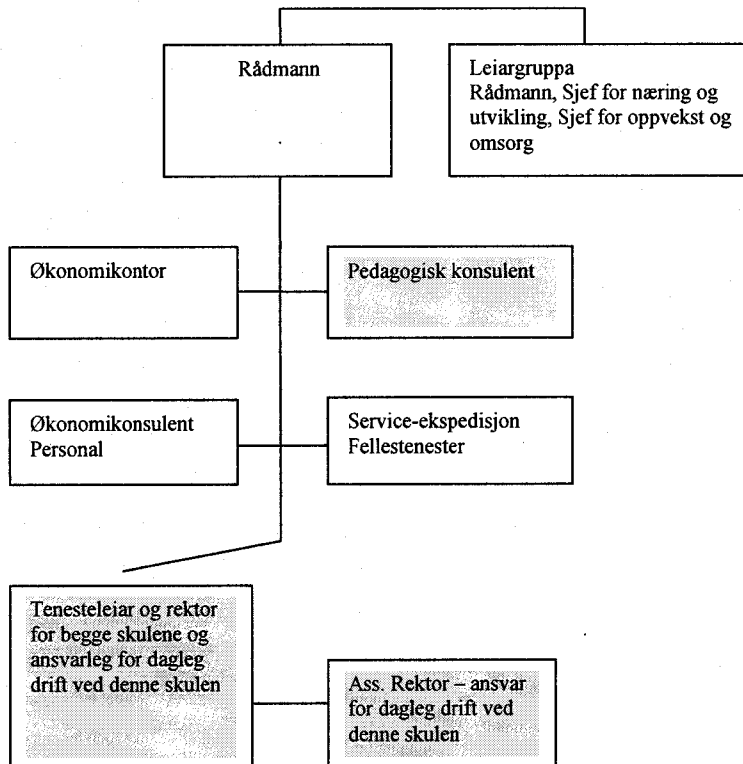 Rådmann
Leiargruppa
Rådmann, Sjef for næring og
utvikling, Sjef for oppvekst og
omsorg
Økonomikontor
Pedagogisk konsulent
Økonomikonsulent
Personal
Service-ekspedisjon
Fellestenester
Tenesteleiar og rektor
for begge skulene og
ansvarleg for dagleg
drift ved denne skulen
Ass. Rektor – ansvar
for dagleg drift ved
denne skulen